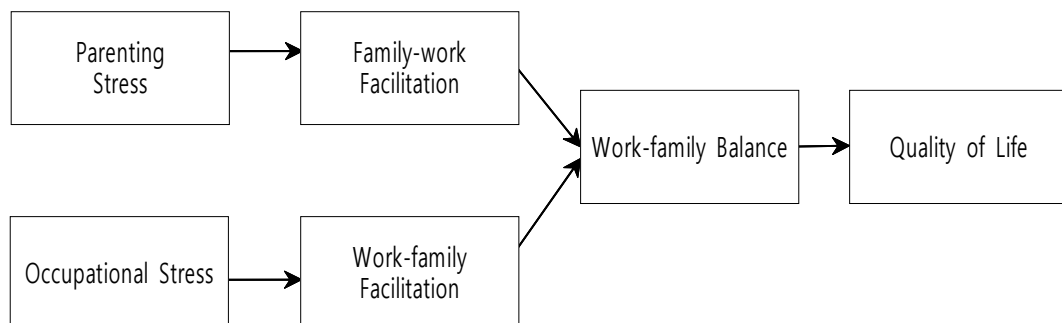 Parenting
Stress
Family-work
Facilitation
Work-family Balance
Quality of Life
Occupational Stress
Work-family
Facilitation